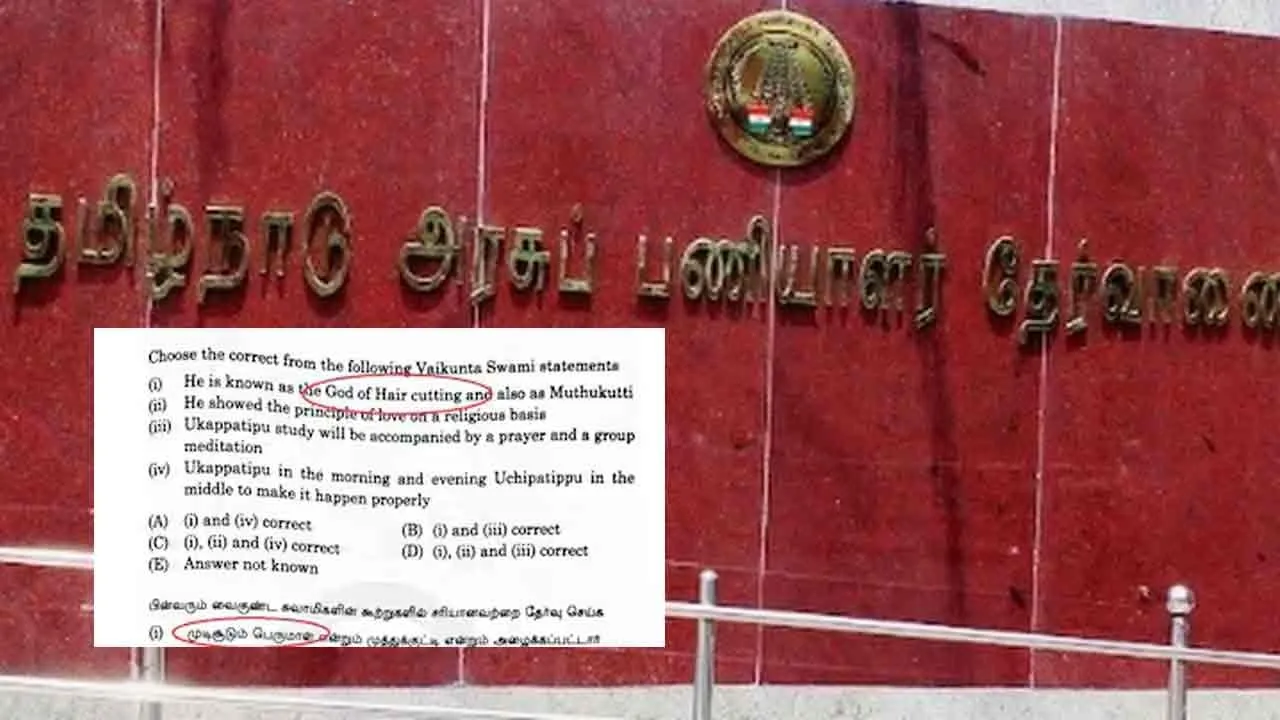 தமிழ்நாடு அரசுப் பணியாளர் தேர்வாணை
Choose the correct from the following Vaikunta Swami statements
(i) He is known as the God of Hair cutting and also as Muthukutti
(ii) He showed the principle of love on a religious basis
(iii) Ukappatipu study will be accompanied by a prayer and a group
meditation
(iv) Ukappatipu in the morning and evening Uchipatippu in the
middle to make it happen properly
(A) (i) and (iv) correct (B) (i) and (iii) correct
(C) (i), (ii) and (iv) correct (D) (i), (ii) and (iii) correct
(E) Answer not known
பின்வரும் வைகுண்ட சுவாமிகளின் கூற்றுகளில் சரியானவற்றை தேர்வு செய்க
(i) முடிசூடும் பெருமாள் என்றும் முத்துக்குட்டி என்றும் அழைக்கப்பட்டார்